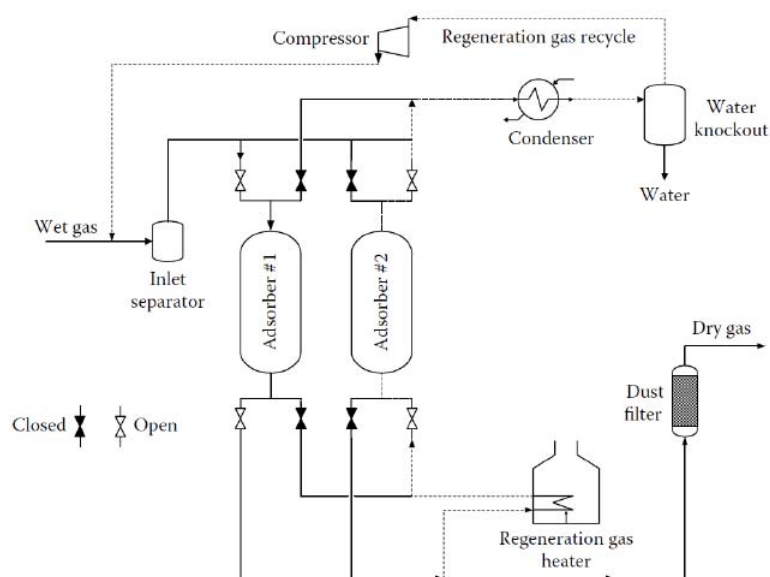 Compressor
Regeneration gas recycle
Condenser
Water
knockout
Water
Wet gas
Inlet
separator
Adsorber #1
Adsorber #2
Dry gas
Dust
filter
Closed
Open
Regeneration gas
heater